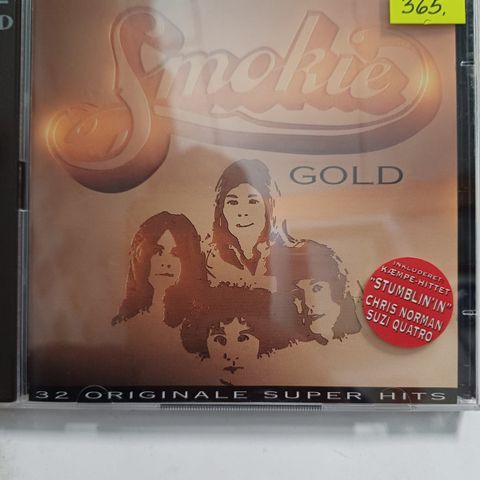 365,
D
Smokie
GOLD
INKLUDERET
KÆMPE-HITTET
"STUMBLIN'IN"
CHRIS NORMAN
SUZI QUATRO
32 ORIGINALE SUPER HITS